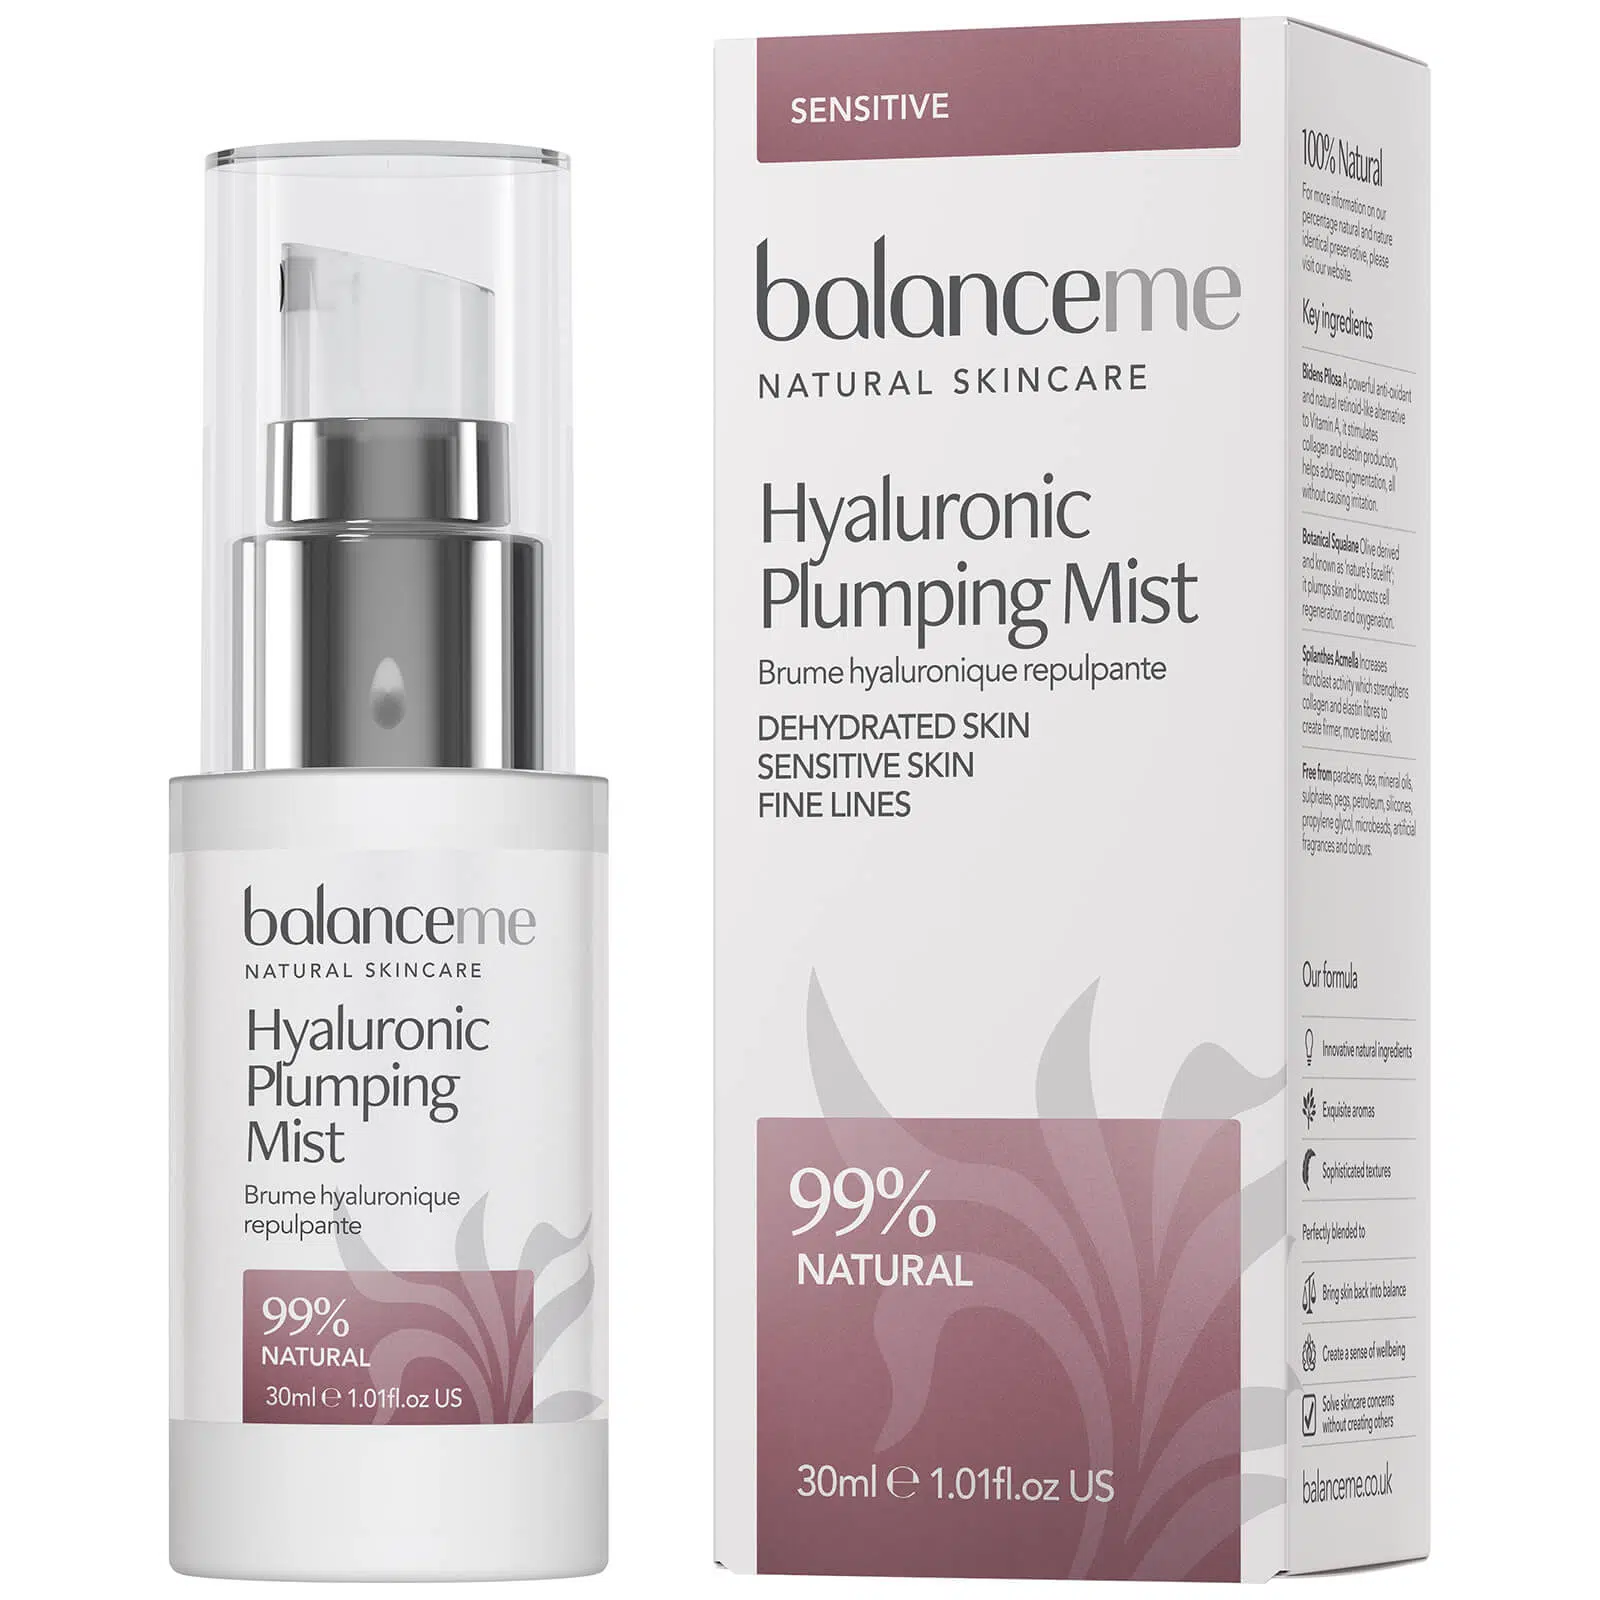 balanceme
NATURAL SKINCARE
Hyaluronic
Plumping
Mist
Brume hyaluronique
repulpante
99%
NATURAL
30ml ℮ 1.01fl.oz US
SENSITIVE
balanceme
NATURAL SKINCARE
Hyaluronic
Plumping Mist
Brume hyaluronique repulpante
DEHYDRATED SKIN
SENSITIVE SKIN
FINE LINES
99%
NATURAL
30ml ℮ 1.01fl.oz US
100% Natural
For more information on our
percentage natural and nature
identical preservative, please
visit our website.
Key ingredients
Bidens Pilosa A powerful anti-oxidant
and natural retinoid-like alternative
to Vitamin A, it stimulates
collagen and elastin production,
helps address pigmentation, all
without causing irritation.
Botanical Squalane Olive derived
and known as 'nature's facelift';
it plumps skin and boosts cell
regeneration and oxygenation.
Spilanthes Acmella Increases
fibroblast activity which strengthens
collagen and elastin fibres to
create firmer, more toned skin.
Free from parabens, dea, mineral oils,
sulphates, pegs, petroleum, silicones,
propylene glycol, microbeads, artificial
fragrances and colours.
Our formula
Innovative natural ingredients
Exquisite aromas
Sophisticated textures
Perfectly blended to
Bring skin back into balance
Create a sense of wellbeing
Solve skincare concerns
without creating others
balanceme.co.uk